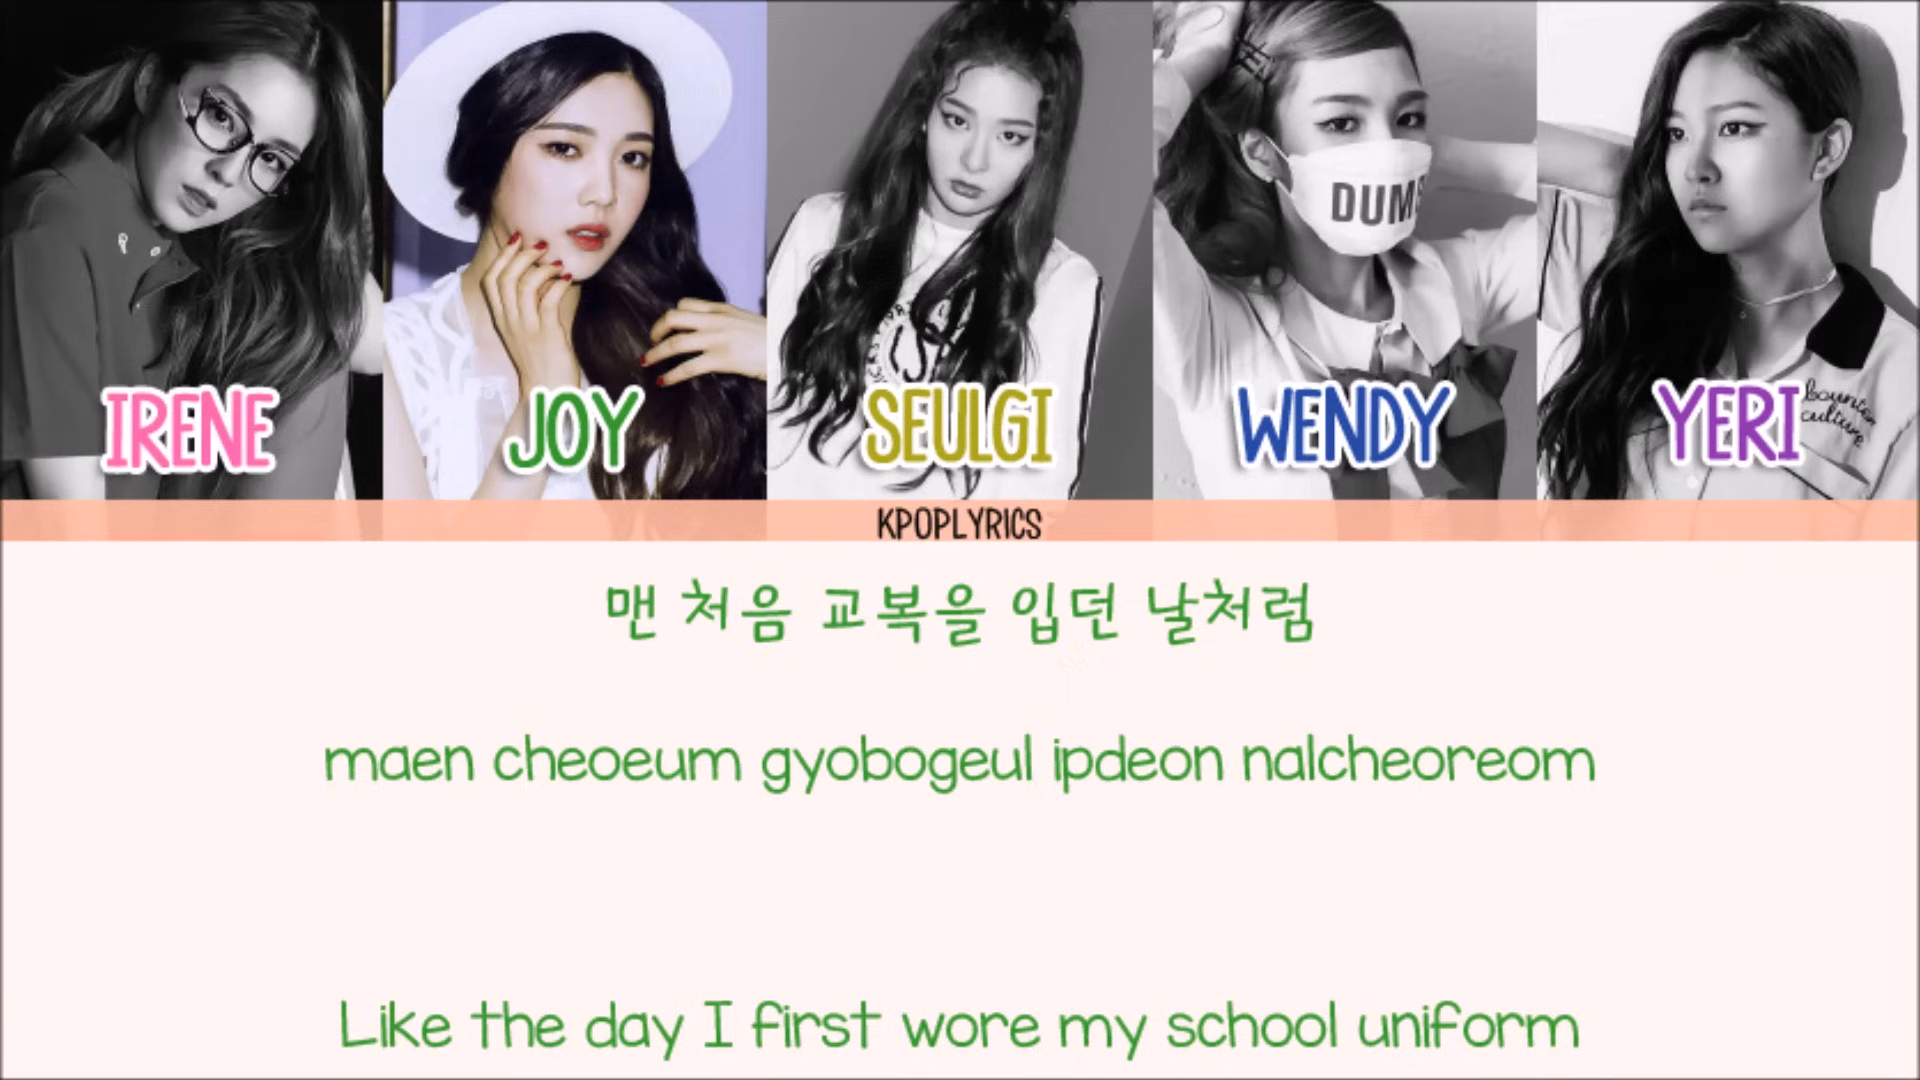 DUMB
IRENE
JOY
SEULGI
WENDY
YERI
KPOPLYRICS
맨 처음 교복을 입던 날처럼
maen cheoeum gyobogeul ipdeon nalcheoreom
Like the day I first wore my school uniform